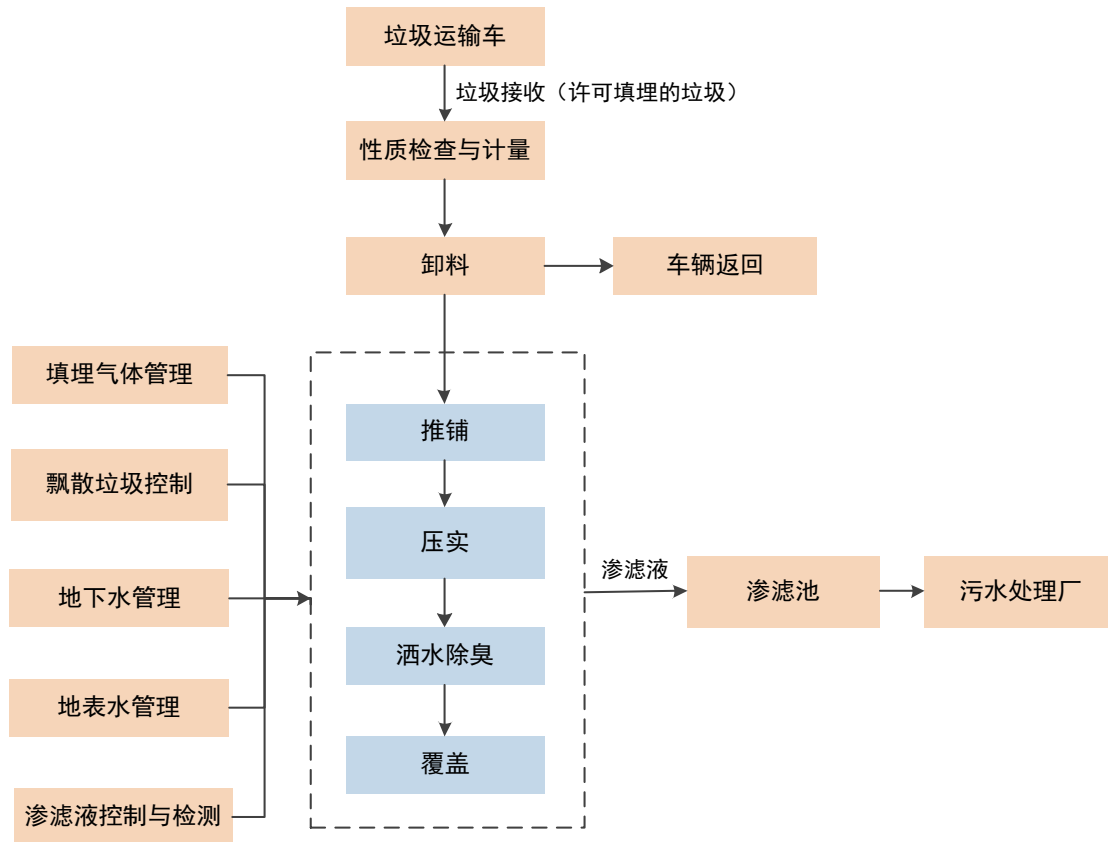 垃圾运输车
垃圾接收（许可填埋的垃圾）
性质检查与计量
卸料
车辆返回
填埋气体管理
飘散垃圾控制
地下水管理
地表水管理
渗滤液控制与检测
推铺
压实
洒水除臭
覆盖
渗滤液
渗滤池
污水处理厂